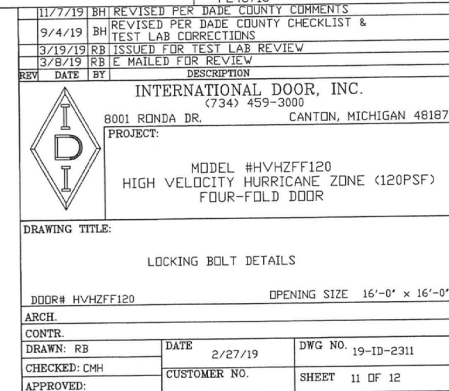 11/7/19 BH REVISED PER DADE COUNTY COMMENTS
9/4/19 BH REVISED PER DADE COUNTY CHECKLIST &
TEST LAB CORRECTIONS
3/19/19 RB ISSUED FOR TEST LAB REVIEW
3/8/19 RB E MAILED FOR REVIEW
REV DATE BY DESCRIPTION
IDI
INTERNATIONAL DOOR, INC.
(734) 459-3000
8001 RONDA DR. CANTON, MICHIGAN 48187
PROJECT:
MODEL #HVHZFF120
HIGH VELOCITY HURRICANE ZONE (120PSF)
FOUR-FOLD DOOR
DRAWING TITLE:
LOCKING BOLT DETAILS
DOOR# HVHZFF120 OPENING SIZE 16'-0" x 16'-0"
ARCH.
CONTR.
DRAWN: RB DATE 2/27/19 DWG NO. 19-ID-2311
CHECKED: CMH CUSTOMER NO. SHEET 11 OF 12
APPROVED: